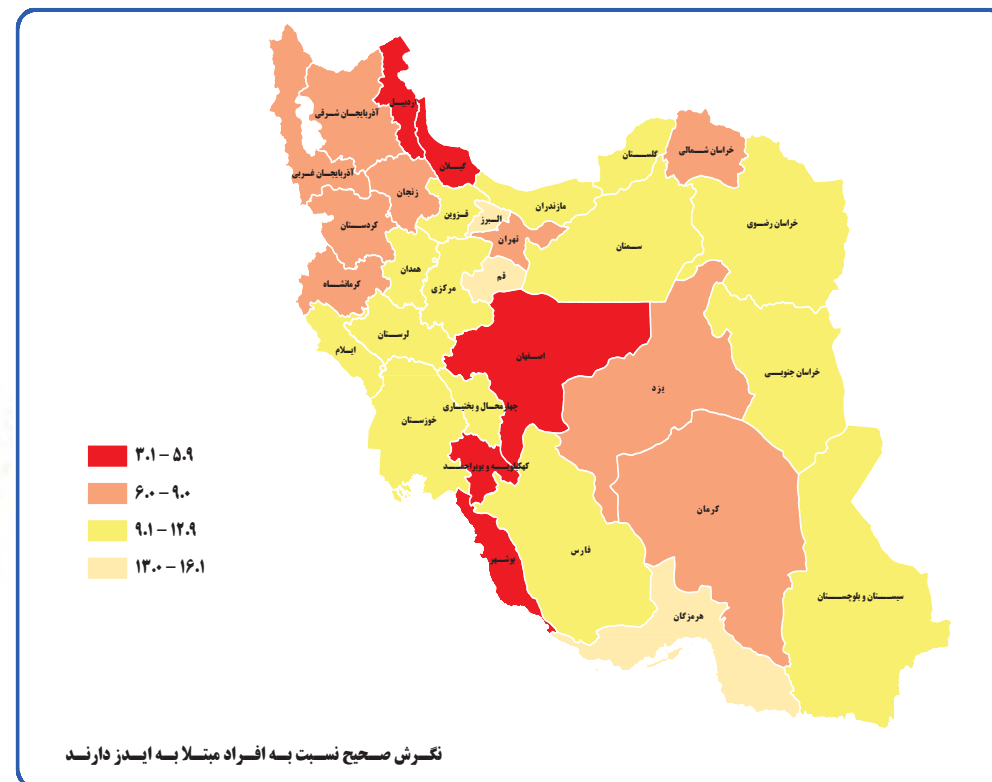 اردبیل
آذربایجان شرقی
گیلان
آذربایجان غربی
زنجان
کردستان
کرمانشاه
قزوین
البرز
تهران
مازندران
گلستان
خراسان شمالی
خراسان رضوی
سمنان
همدان
مرکزی
قم
ایلام
لرستان
اصفهان
یزد
خراسان جنوبی
خوزستان
چهارمحال و بختیاری
کهگیلویه و بویراحمد
کرمان
فارس
بوشهر
هرمزگان
سیستان و بلوچستان
۳.۱ – ۵.۹
۶.۰ – ۹.۰
۹.۱ – ۱۲.۹
۱۳.۰ – ۱۶.۱
نگرش صحیح نسبت به افراد مبتلا به ایدز دارند